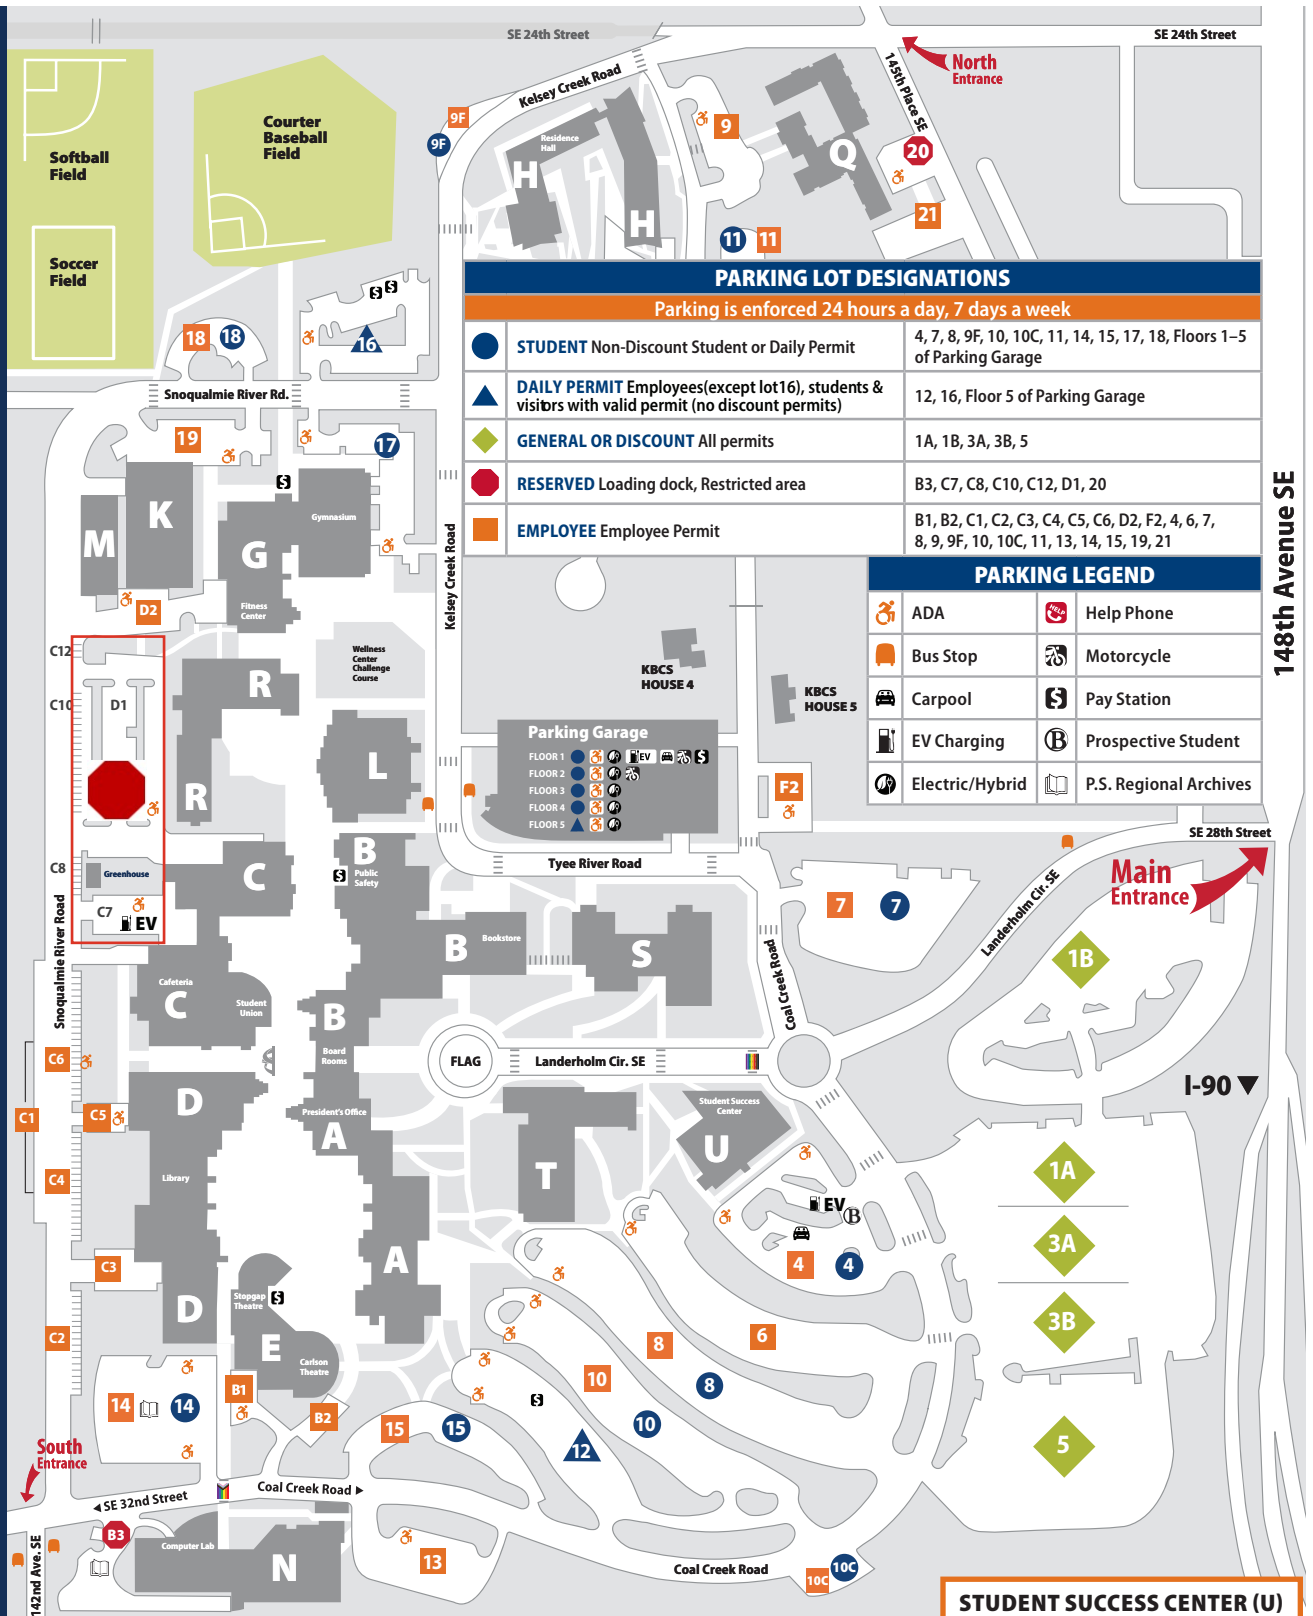 SE 24th Street
SE 24th Street
North
Entrance
145th Place SE
Kelsey Creek Road
Softball
Field
Courter
Baseball
Field
Soccer
Field
9F
9F
Residence
Hall
H
H
9
Q
20
21
11
11
PARKING LOT DESIGNATIONS
Parking is enforced 24 hours a day, 7 days a week
STUDENT Non-Discount Student or Daily Permit
4, 7, 8, 9F, 10, 10C, 11, 14, 15, 17, 18, Floors 1–5
of Parking Garage
DAILY PERMIT Employees(except lot16), students &
visitors with valid permit (no discount permits)
12, 16, Floor 5 of Parking Garage
GENERAL OR DISCOUNT All permits
1A, 1B, 3A, 3B, 5
RESERVED Loading dock, Restricted area
B3, C7, C8, C10, C12, D1, 20
EMPLOYEE Employee Permit
B1, B2, C1, C2, C3, C4, C5, C6, D2, F2, 4, 6, 7,
8, 9, 9F, 10, 10C, 11, 13, 14, 15, 19, 21
PARKING LEGEND
ADA
HELP
Help Phone
Bus Stop
Motorcycle
Carpool
S
Pay Station
EV Charging
B
Prospective Student
Electric/Hybrid
P.S. Regional Archives
148th Avenue SE
S
S
18
18
16
Snoqualmie River Rd.
19
17
S
K
M
G
Gymnasium
Fitness
Center
D2
Kelsey Creek Road
C12
C10
D1
R
R
Wellness
Center
Challenge
Course
L
KBCS
HOUSE 4
KBCS
HOUSE 5
Parking Garage
FLOOR 1
EV
S
FLOOR 2
FLOOR 3
FLOOR 4
FLOOR 5
F2
SE 28th Street
Main
Entrance
Tyee River Road
C8
Greenhouse
C7
EV
C
B
Public
Safety
S
B
Bookstore
S
7
7
Landerholm Cir. SE
1B
Coal Creek Road
Snoqualmie River Road
Cafeteria
C
Student
Union
B
Board
Rooms
FLAG
Landerholm Cir. SE
I-90
C6
C1
C5
C4
D
President's Office
A
Student Success
Center
U
T
Library
1A
3A
3B
5
EV
B
4
4
C3
C2
D
A
Stopgap
Theatre
S
E
Carlson
Theatre
6
8
8
10
10
S
12
14
14
B1
B2
15
15
South
Entrance
SE 32nd Street
Coal Creek Road
B3
142nd Ave. SE
Computer Lab
N
13
Coal Creek Road
10C
10C
STUDENT SUCCESS CENTER (U)